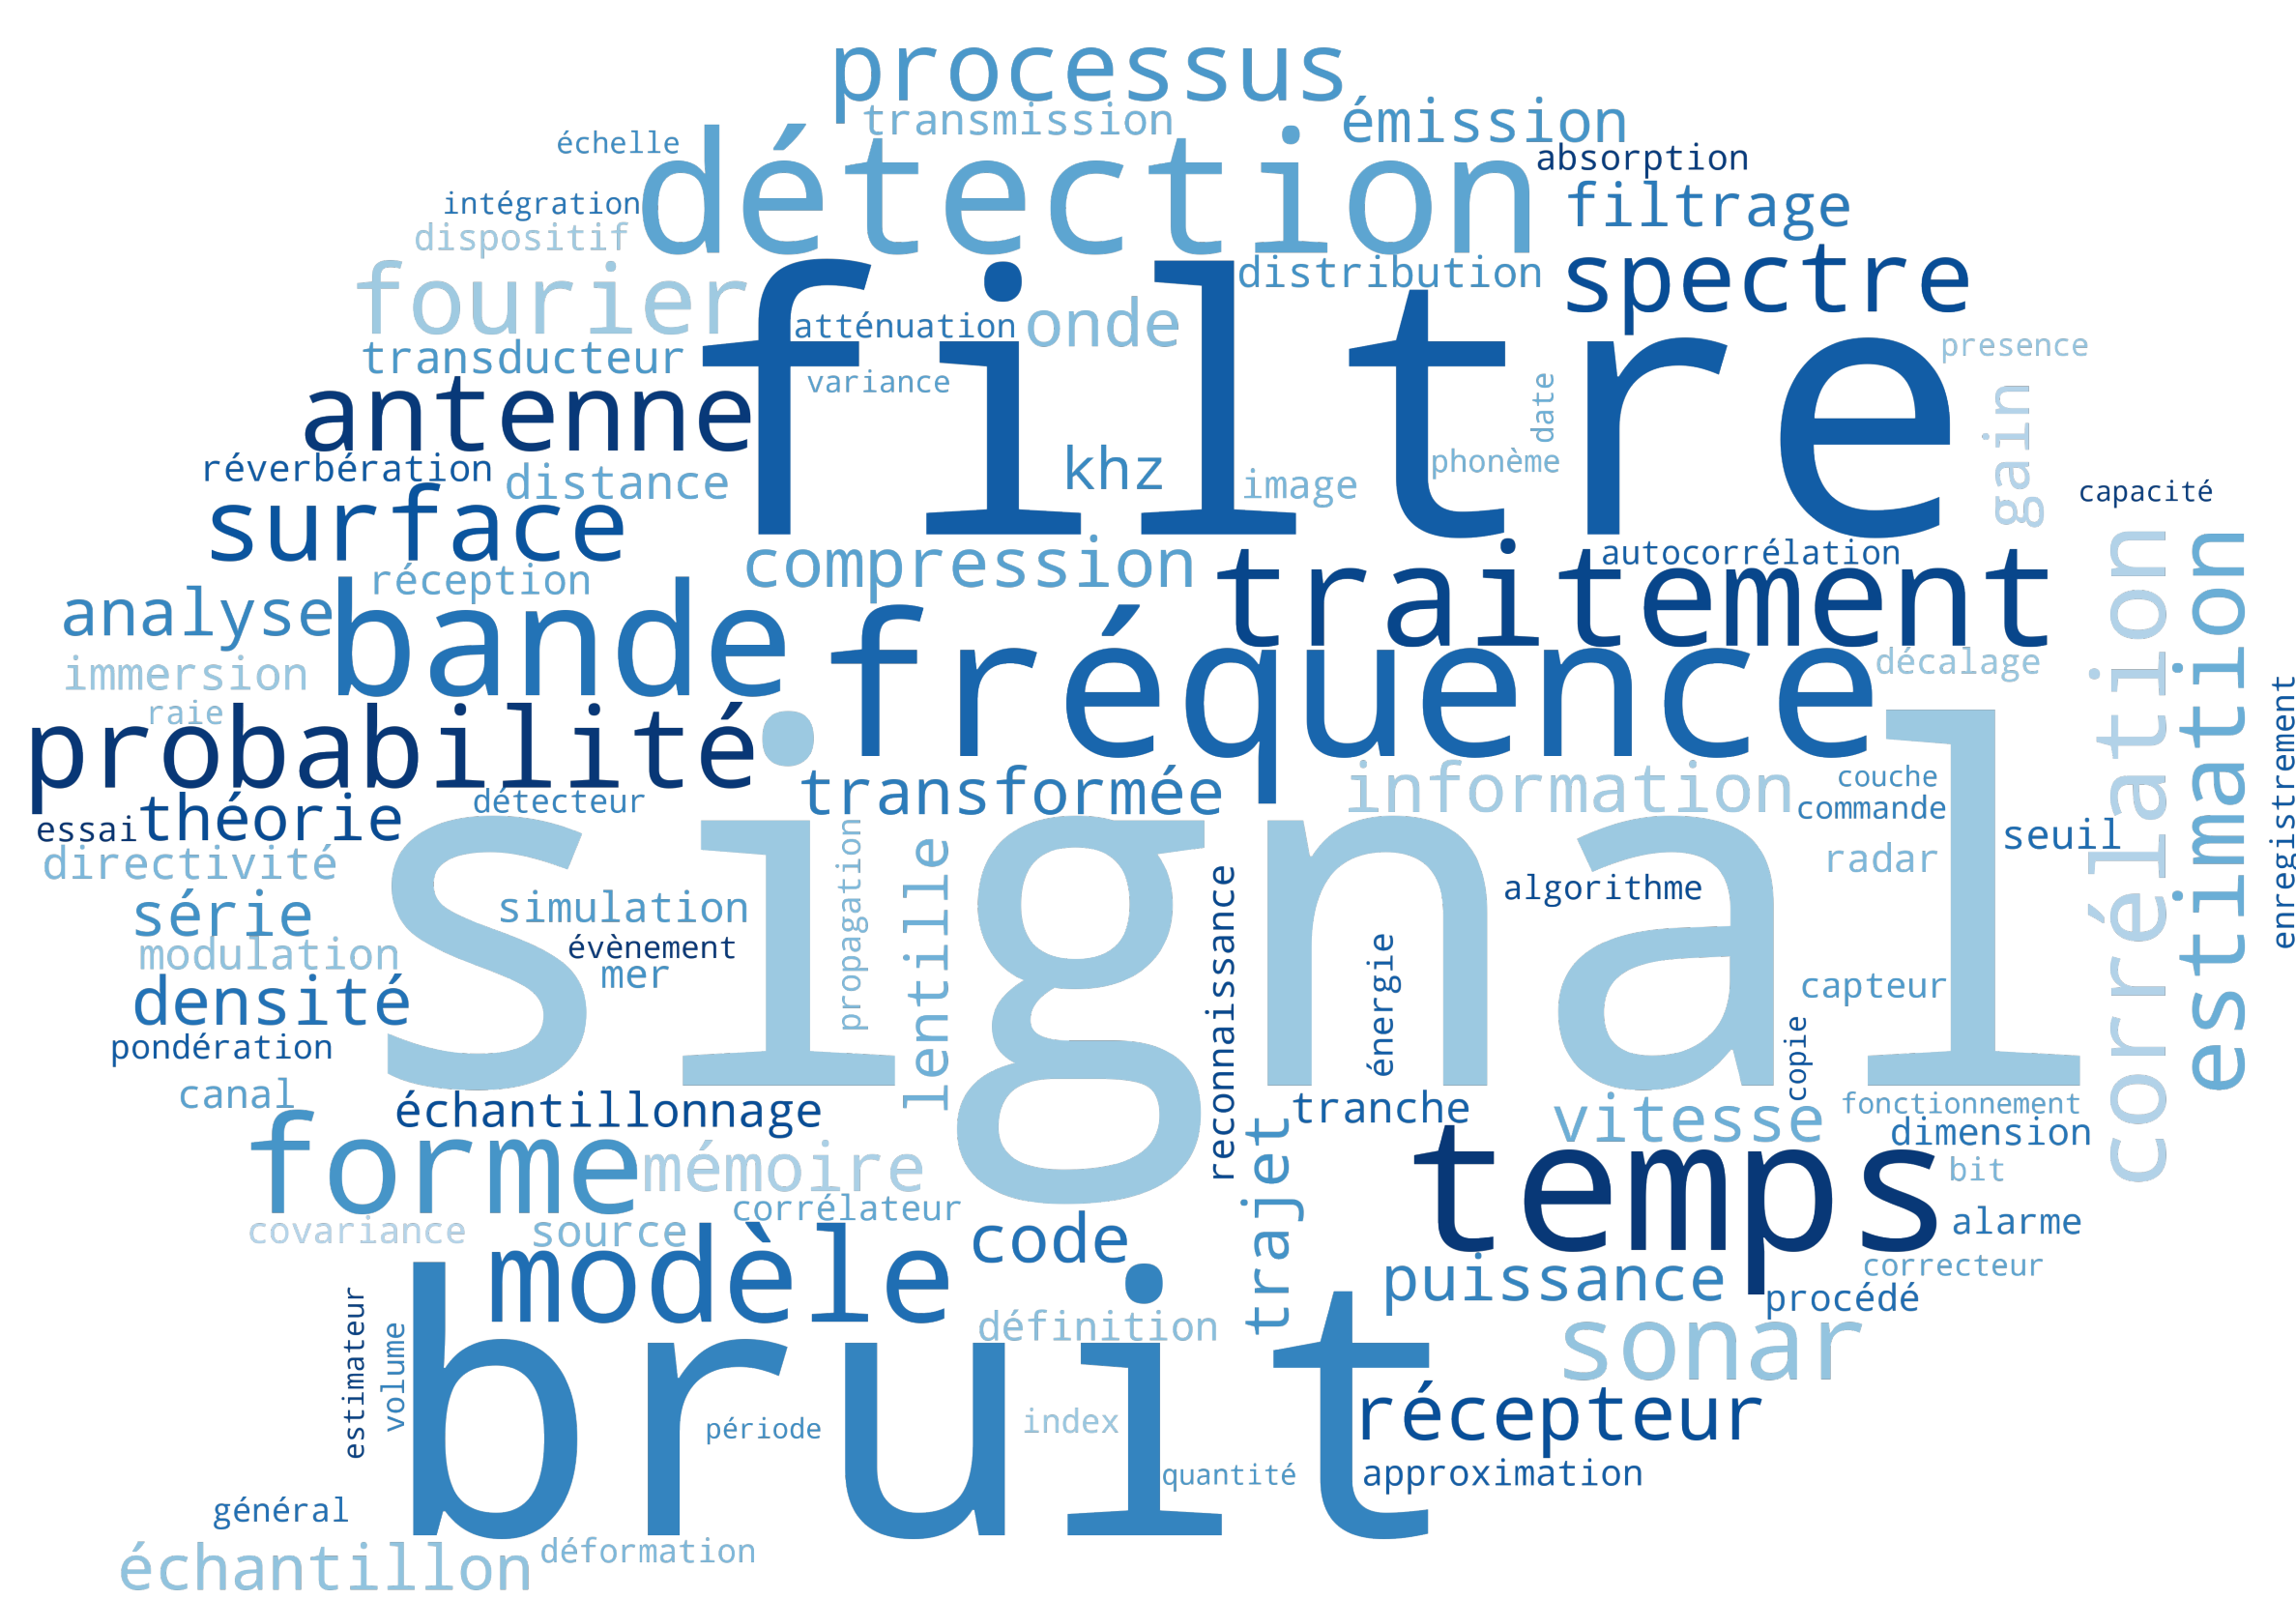 processus
transmission
émission
échelle
détection
absorption
intégration
filtrage
dispositif
fourier
distribution
spectre
filtre
atténuation
onde
transducteur
presence
variance
date
antenne
gain
réverbération
distance
khz
image
phonème
capacité
surface
compression
traitement
autocorrélation
réception
analyse
bande
fréquence
corrélation
estimation
immersion
décalage
raie
probabilité
enregistrement
transformée
information
couche
commande
détecteur
essai
théorie
seuil
directivité
radar
signal
propagation
lentille
reconnaissance
algorithme
série
simulation
évènement
modulation
mer
énergie
capteur
densité
copie
pondération
canal
échantillonnage
tranche
vitesse
fonctionnement
dimension
forme
mémoire
trajet
temps
bit
corrélateur
covariance
source
code
alarme
modèle
puissance
correcteur
procédé
estimateur
volume
définition
sonar
bruit
période
index
récepteur
quantité
approximation
général
échantillon
déformation